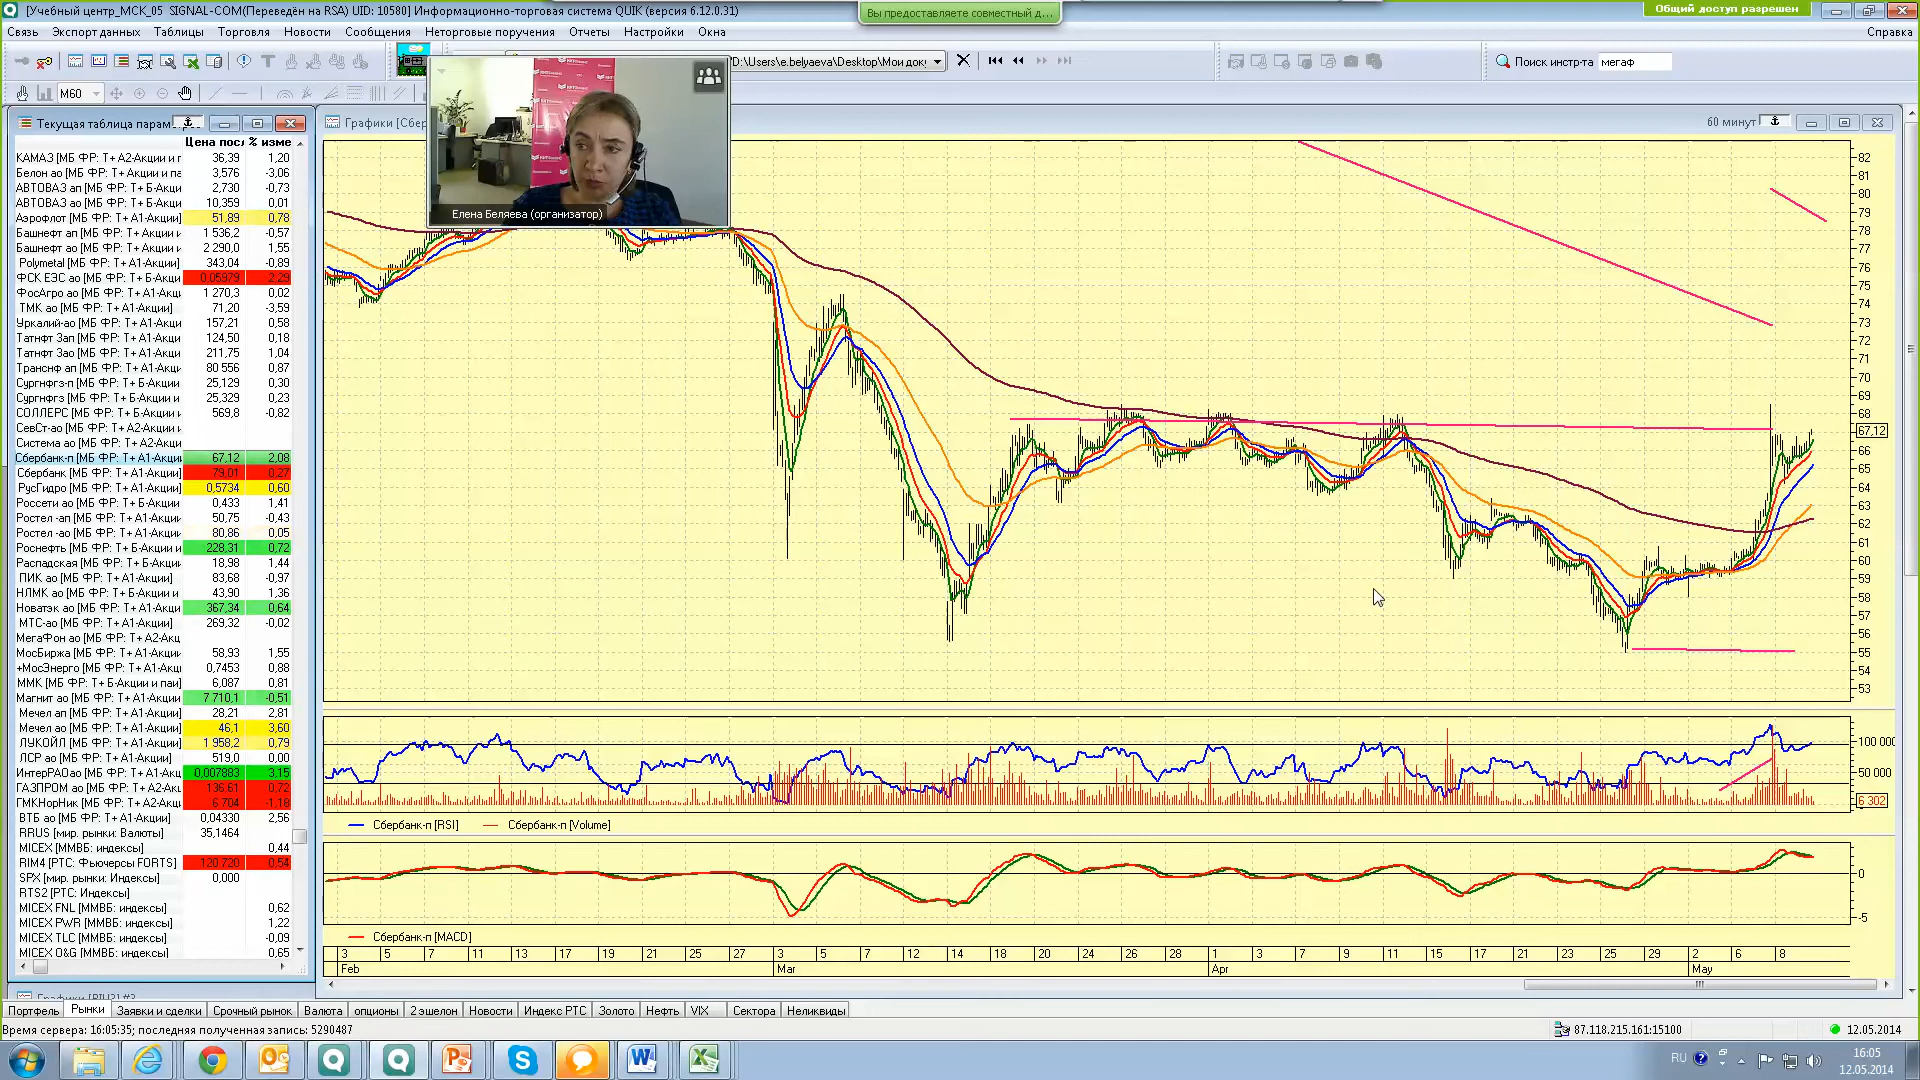 [Учебный центр_МСК_05 SIGNAL-COM(Переведён на RSA) UID: 10580] Информационно-торговая система QUIK (версия 6.12.0.31)
Вы предоставляете совместный д...
Общий доступ разрешен
Связь Экспорт данных Таблицы Торговля Новости Сообщения Неторговые поручения Отчеты Настройки Окна Справка
D:\Users\e.belyaeva\Desktop\Мои доку
Поиск инстр-та мегаф
M60
Текущая таблица парам
Графики [Сбер
60 минут
Елена Беляева (организатор)
Цена посл % изме
КАМАЗ [МБ ФР: Т+ А2-Акции и г 36,39 1,20
Белон ао [МБ ФР: Т+ Б-Акции и па 3,576 -3,06
АВТОВАЗ ап [МБ ФР: Т+ Б-Акции 2,730 -0,73
АВТОВАЗ ао [МБ ФР: Т+ Б-Акции 10,359 0,01
Аэрофлот [МБ ФР: Т+ А1-Акции] 51,89 0,78
Башнефт ап [МБ ФР: Т+ А1-Акции 1 536,2 -0,57
Башнефт ао [МБ ФР: Т+ А1-Акции 2 290,0 1,55
Polymetal [МБ ФР: Т+ А1-Акции] 343,04 -0,89
ФСК ЕЭС ао [МБ ФР: Т+ Б-Акции 0,05979 2,29
ФосАгро ао [МБ ФР: Т+ А1-Акци 1 270,3 0,02
ТМК ао [МБ ФР: Т+ А1-Акции] 71,20 -3,59
Уркалий-ао [МБ ФР: Т+ А1-Акци 157,21 0,58
Татнфт 3ап [МБ ФР: Т+ А1-Акции 124,50 0,18
Татнфт 3ао [МБ ФР: Т+ А1-Акции 211,75 1,04
Транснф ап [МБ ФР: Т+ А1-Акции 80 556 0,87
Сургнфгз-п [МБ ФР: Т+ Б-Акции 25,129 0,30
Сургнфгз [МБ ФР: Т+ Б-Акции и 25,329 0,23
СОЛЛЕРС [МБ ФР: Т+ Б-Акции и 569,8 -0,82
СевСт-ао [МБ ФР: Т+ А2-Акции и
Система ао [МБ ФР: Т+ А2-Акци
Сбербанк-п [МБ ФР: Т+ А1-Акци 67,12 2,08
Сбербанк [МБ ФР: Т+ А1-Акции] 79,01 0,27
РусГидро [МБ ФР: Т+ А1-Акции] 0,5734 0,60
Россети ао [МБ ФР: Т+ Б-Акции 0,433 1,41
Ростел -ап [МБ ФР: Т+ А1-Акции 50,75 -0,43
Ростел -ао [МБ ФР: Т+ А1-Акции 80,86 0,05
Роснефть [МБ ФР: Т+ Б-Акции и 228,31 0,72
Распадская [МБ ФР: Т+ Б-Акции 18,98 1,44
ПИК ао [МБ ФР: Т+ А1-Акции] 83,68 -0,97
НЛМК ао [МБ ФР: Т+ Б-Акции и 43,90 1,36
Новатэк ао [МБ ФР: Т+ А1-Акци 367,34 0,64
МТС-ао [МБ ФР: Т+ А1-Акции] 269,32 -0,02
МегаФон ао [МБ ФР: Т+ А2-Акц
МосБиржа [МБ ФР: Т+ А1-Акции] 58,93 1,55
+МосЭнерго [МБ ФР: Т+ А1-Акци 0,7453 0,88
ММК [МБ ФР: Т+ Б-Акции и паи] 6,087 0,81
Магнит ао [МБ ФР: Т+ А1-Акции 7 710,1 -0,51
Мечел ап [МБ ФР: Т+ А1-Акции] 28,21 2,81
Мечел ао [МБ ФР: Т+ А1-Акции] 46,1 3,60
ЛУКОЙЛ [МБ ФР: Т+ А1-Акции] 1 958,2 0,79
ЛСР ао [МБ ФР: Т+ А1-Акции] 519,0 0,00
ИнтерРАОао [МБ ФР: Т+ А1-Акц 0,007883 3,15
ГАЗПРОМ ао [МБ ФР: Т+ А1-Акц 136,61 0,72
ГМКНорНик [МБ ФР: Т+ А2-Акц 6 704 -1,18
ВТБ ао [МБ ФР: Т+ А1-Акции] 0,04330 2,56
RRUS [мир. рынки: Валюты] 35,1464
MICEX [ММВБ: индексы] 0,44
RIM4 [РТС: Фьючерсы FORTS] 120 720 0,54
SPX [мир. рынки: Индексы] 0,000
RTS2 [РТС: Индексы]
MICEX FNL [ММВБ: индексы] 0,62
MICEX PWR [ММВБ: индексы] 1,22
MICEX TLC [ММВБ: индексы] -0,09
MICEX O&G [ММВБ: индексы] 0,65
82
81
80
79
78
77
76
75
74
73
72
71
70
69
68
67,12
66
65
64
63
62
61
60
59
58
57
56
55
54
53
100 000
50 000
6 302
Сбербанк-п [RSI] Сбербанк-п [Volume]
0
-5
Сбербанк-п [MACD]
3 5 7 11 13 17 19 21 25 27 3 5 7 12 14 18 20 24 26 28 1 3 7 9 11 15 17 21 23 25 29 2 6 8
Feb Mar Apr May
Портфель Рынки Заявки и сделки Срочный рынок Валюта опционы 2 эшелон Новости Индекс РТС Золото Нефть VIX Сектора Неликвиды
Время сервера: 16:05:35; последняя полученная запись: 5290487
87.118.215.161:15100 12.05.2014
RU
16:05
12.05.2014